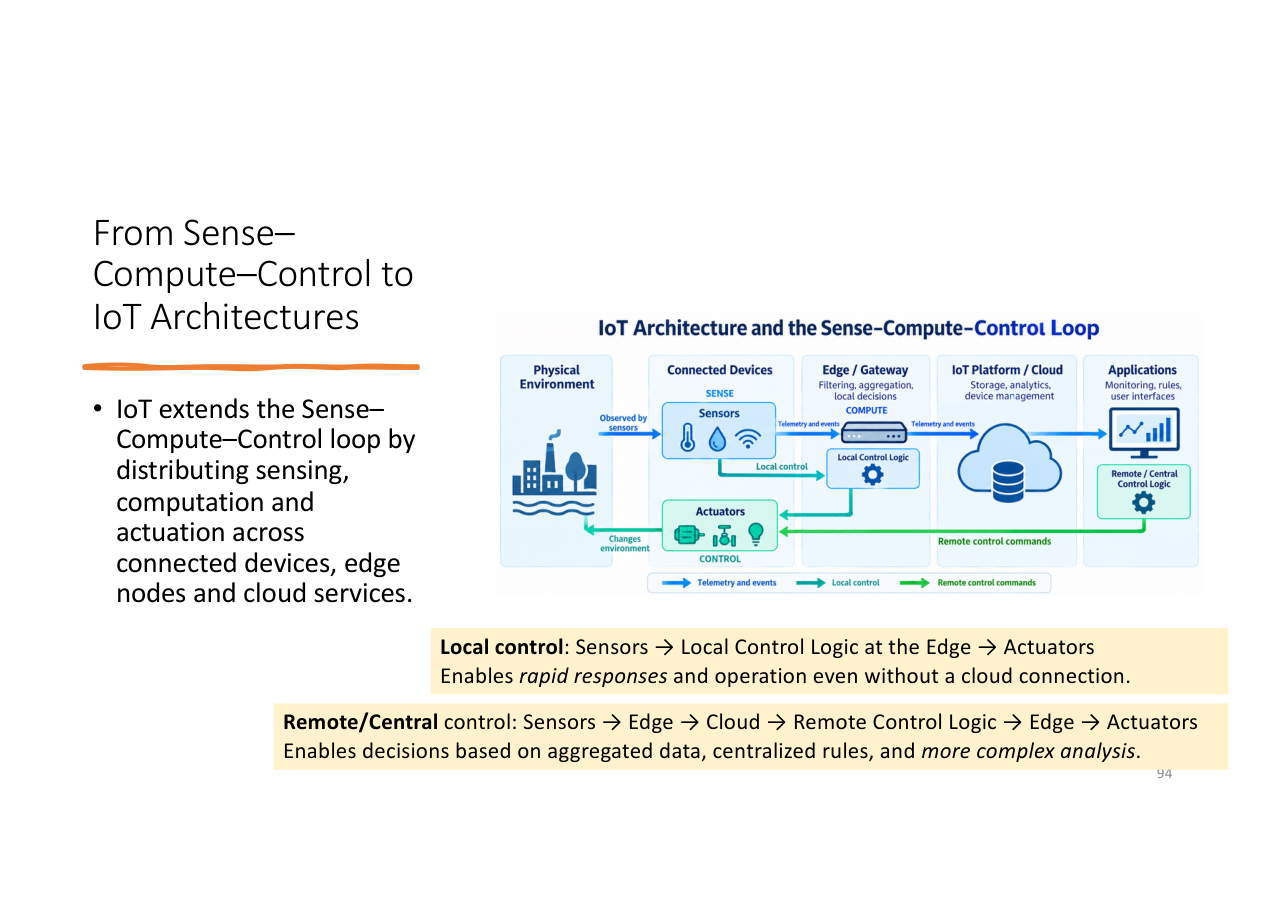 From Sense–
Compute–Control to
IoT Architectures
• IoT extends the Sense–
Compute–Control loop by
distributing sensing,
computation and
actuation across
connected devices, edge
nodes and cloud services.
IoT Architecture and the Sense–Compute–Control Loop
Physical
Environment
Observed by
sensors
Changes
environment
Connected Devices
SENSE
Sensors
Local control
Actuators
CONTROL
Telemetry and events
Edge / Gateway
Filtering, aggregation,
local decisions
COMPUTE
Local Control Logic
Telemetry and events
IoT Platform / Cloud
Storage, analytics,
device management
Applications
Monitoring, rules,
user interfaces
Remote / Central
Control Logic
Remote control commands
Telemetry and events
Local control
Remote control commands
Local control: Sensors → Local Control Logic at the Edge → Actuators
Enables rapid responses and operation even without a cloud connection.
Remote/Central control: Sensors → Edge → Cloud → Remote Control Logic → Edge → Actuators
Enables decisions based on aggregated data, centralized rules, and more complex analysis.
94